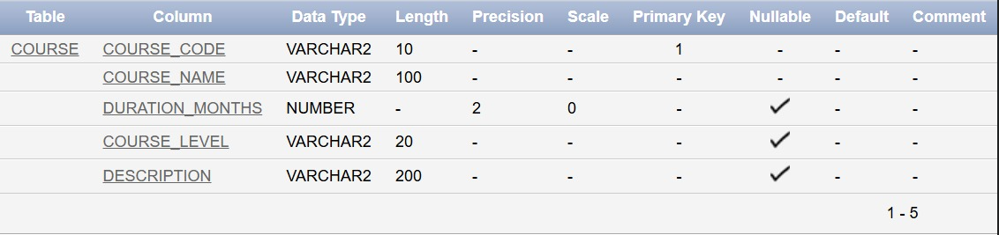 Table Column Data Type Length Precision Scale Primary Key Nullable Default Comment
COURSE COURSE_CODE VARCHAR2 10 - - 1 - - -
COURSE_NAME VARCHAR2 100 - - - - - -
DURATION_MONTHS NUMBER - 2 0 - ✓ - -
COURSE_LEVEL VARCHAR2 20 - - - ✓ - -
DESCRIPTION VARCHAR2 200 - - - ✓ - -
1 - 5